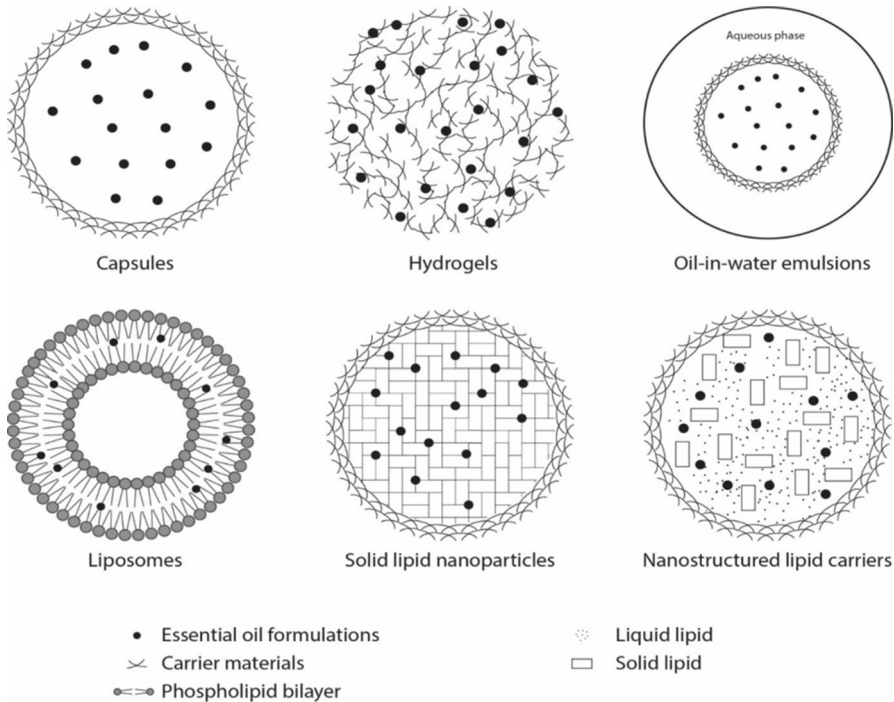 Aqueous phase
Capsules
Hydrogels
Oil-in-water emulsions
Liposomes
Solid lipid nanoparticles
Nanostructured lipid carriers
Essential oil formulations
Liquid lipid
Carrier materials
Solid lipid
Phospholipid bilayer